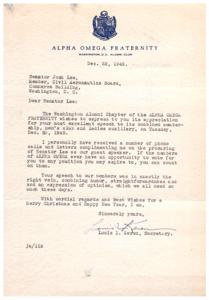 ALPHA OMEGA FRATERNITY
WASHINGTON, D.C. ALUMNI CLUB
Dec. 22, 1949.
Senator Josh Lee,
Member, Civil Aeronautics Board,
Commerce Building,
Washington, D. C.
Dear Senator Lee:
The Washington Alumni Chapter of the ALPHA OMEGA
FRATERNITY wishes to express to you its appreciation
for your most excellent speech to its combined member-
ship, men's club and ladies auxiliary, on Tuesday,
Dec. 20, 1949.
I personally have received a number of phone
calls and letters complimenting me on the procuring
of Senator Lee as our guest speaker. If the members
of ALPHA OMEGA ever have an opportunity to vote for
you to any position you may aspire to, you can count
on them.
Your speech to our members was in exactly the
right vein, combining humor, straightforwardness and
and an expression of optimism, which we all need so
much these days.
With cordial regards and Best Wishes for a
Merry Christmas and Happy New Year, I am,
Sincerely yours,
Louis I. Secretary.